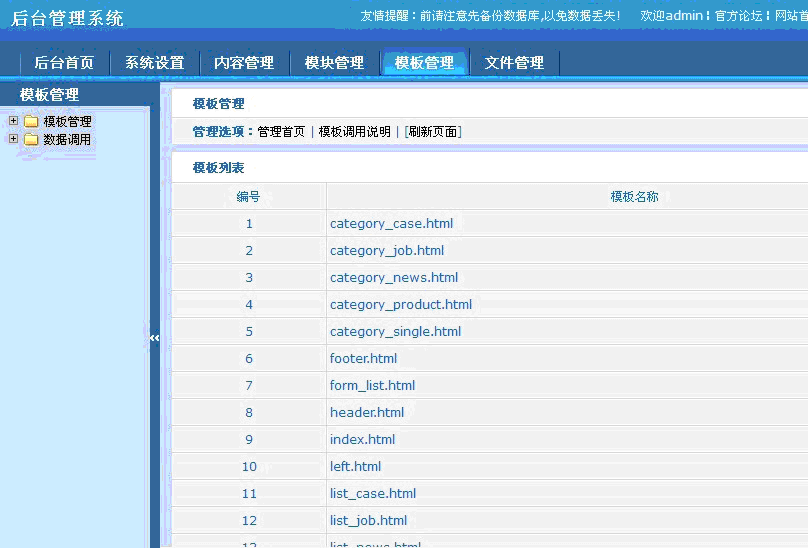 后台管理系统
友情提醒：前请注意先备份数据库,以免数据丢失！ 欢迎admin¦ 官方论坛¦ 网站首
后台首页 系统设置 内容管理 模块管理 模板管理 文件管理
模板管理
模板管理
数据调用
模板管理
管理选项：管理首页 | 模板调用说明 | [刷新页面]
模板列表
编号 模板名称
1 category_case.html
2 category_job.html
3 category_news.html
4 category_product.html
5 category_single.html
6 footer.html
7 form_list.html
8 header.html
9 index.html
10 left.html
11 list_case.html
12 list_job.html
13 list_news.html